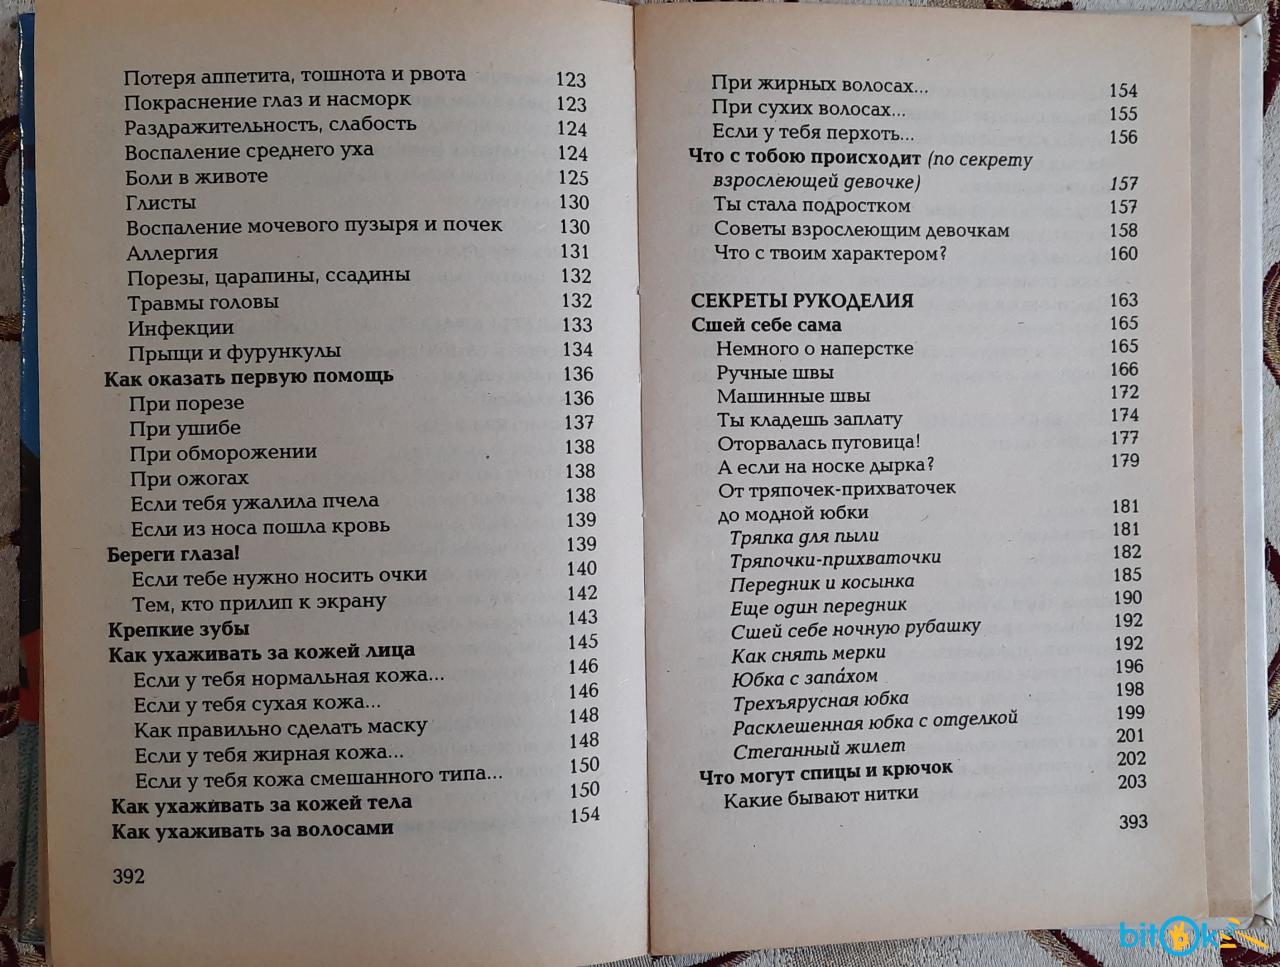 Потеря аппетита, тошнота и рвота 123
Покраснение глаз и насморк 123
Раздражительность, слабость 124
Воспаление среднего уха 124
Боли в животе 125
Глисты 130
Воспаление мочевого пузыря и почек 130
Аллергия 131
Порезы, царапины, ссадины 132
Травмы головы 132
Инфекции 133
Прыщи и фурункулы 134
Как оказать первую помощь 136
При порезе 136
При ушибе 137
При обморожении 138
При ожогах 138
Если тебя ужалила пчела 138
Если из носа пошла кровь 139
Береги глаза! 139
Если тебе нужно носить очки 140
Тем, кто прилип к экрану 142
Крепкие зубы 143
Как ухаживать за кожей лица 145
Если у тебя нормальная кожа... 146
Если у тебя сухая кожа... 146
Как правильно сделать маску 148
Если у тебя жирная кожа... 148
Если у тебя кожа смешанного типа... 150
Как ухаживать за кожей тела 150
Как ухаживать за волосами 154
392
При жирных волосах... 154
При сухих волосах... 155
Если у тебя перхоть... 156
Что с тобою происходит (по секрету
взрослеющей девочке) 157
Ты стала подростком 157
Советы взрослеющим девочкам 158
Что с твоим характером? 160
СЕКРЕТЫ РУКОДЕЛИЯ 163
Сшей себе сама 165
Немного о наперстке 165
Ручные швы 166
Машинные швы 172
Ты кладешь заплату 174
Оторвалась пуговица! 177
А если на носке дырка? 179
От тряпочек-прихваточек
до модной юбки 181
Тряпка для пыли 181
Тряпочки-прихваточки 182
Передник и косынка 185
Еще один передник 190
Сшей себе ночную рубашку 192
Как снять мерки 192
Юбка с запа́хом 196
Трехъярусная юбка 198
Расклешенная юбка с отделкой 199
Стеганный жилет 201
Что могут спицы и крючок 202
Какие бывают нитки 203
393
bitOk